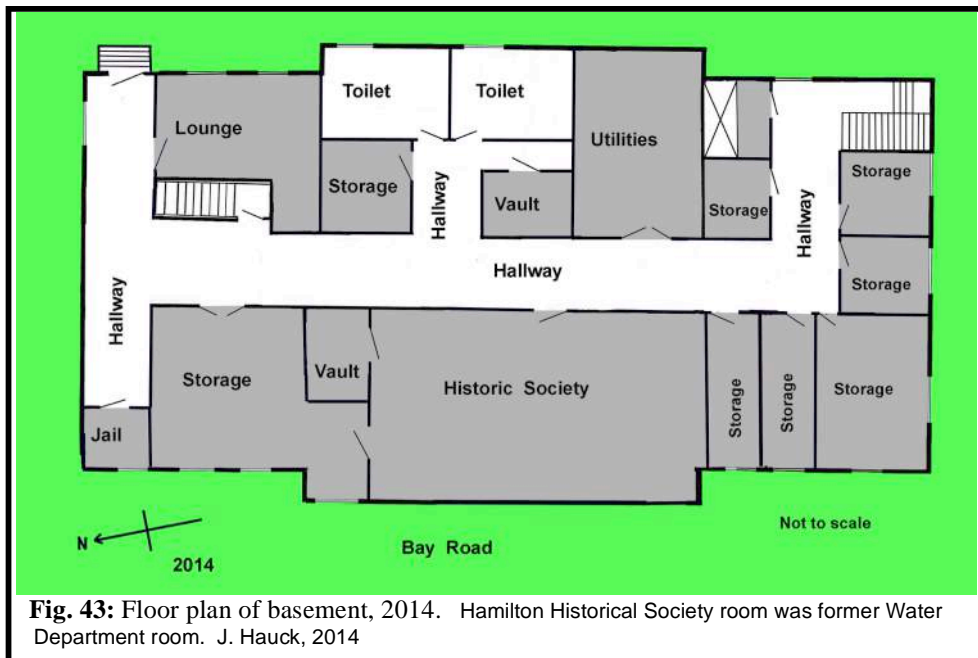 Toilet
Toilet
Lounge
Utilities
Storage
Hallway
Vault
Storage
Hallway
Storage
Hallway
Storage
Hallway
Vault
Storage
Historic Society
Storage
Storage
Storage
Jail
N
2014
Bay Road
Not to scale
Fig. 43: Floor plan of basement, 2014. Hamilton Historical Society room was former Water
Department room. J. Hauck, 2014